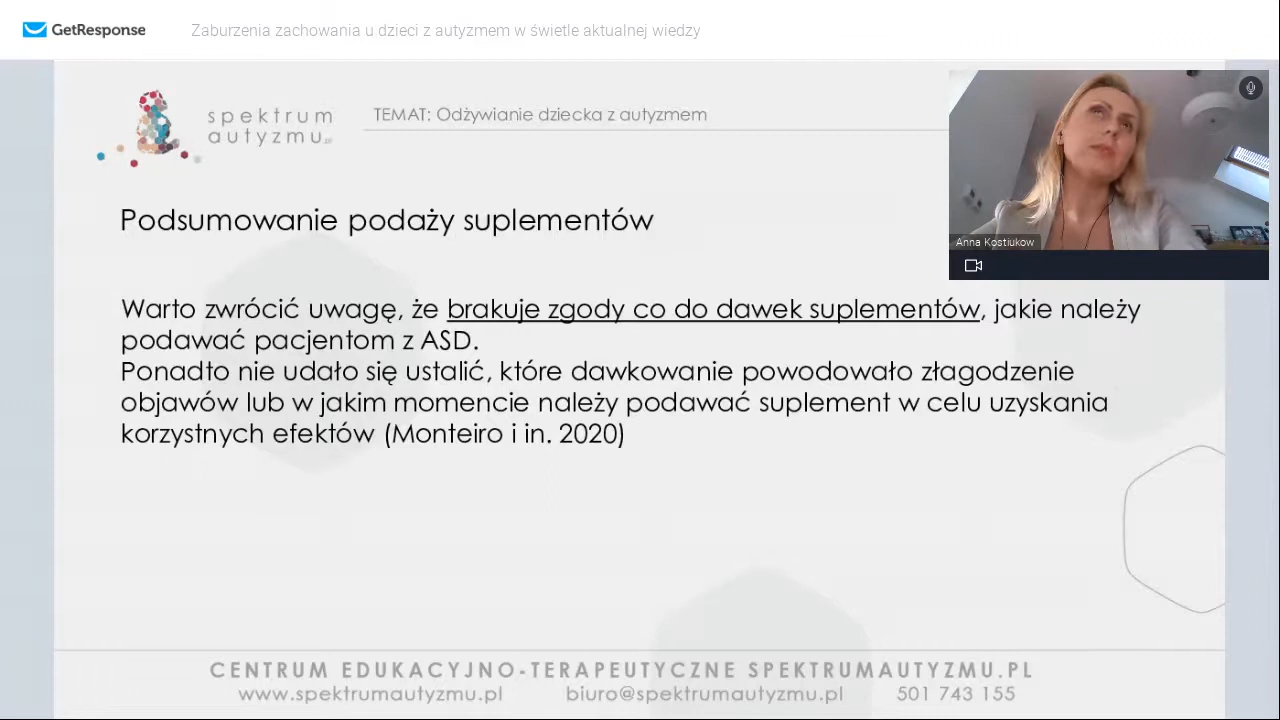 GetResponse
Zaburzenia zachowania u dzieci z autyzmem w świetle aktualnej wiedzy
spektrum
autyzmu.pl
TEMAT: Odżywianie dziecka z autyzmem
Anna Kostiukow
Podsumowanie podaży suplementów
Warto zwrócić uwagę, że brakuje zgody co do dawek suplementów, jakie należy
podawać pacjentom z ASD.
Ponadto nie udało się ustalić, które dawkowanie powodowało złagodzenie
objawów lub w jakim momencie należy podawać suplement w celu uzyskania
korzystnych efektów (Monteiro i in. 2020)
CENTRUM EDUKACYJNO-TERAPEUTYCZNE SPEKTRUMAUTYZMU.PL
www.spektrumautyzmu.pl biuro@spektrumautyzmu.pl 501 743 155